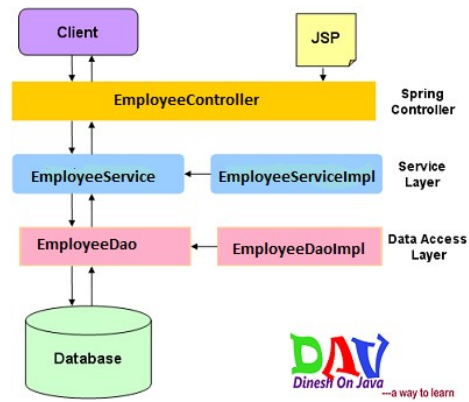 Client
JSP
EmployeeController
Spring
Controller
EmployeeService
EmployeeServiceImpl
Service
Layer
EmployeeDao
EmployeeDaoImpl
Data Access
Layer
Database
DAV
Dinesh On Java
---a way to learn